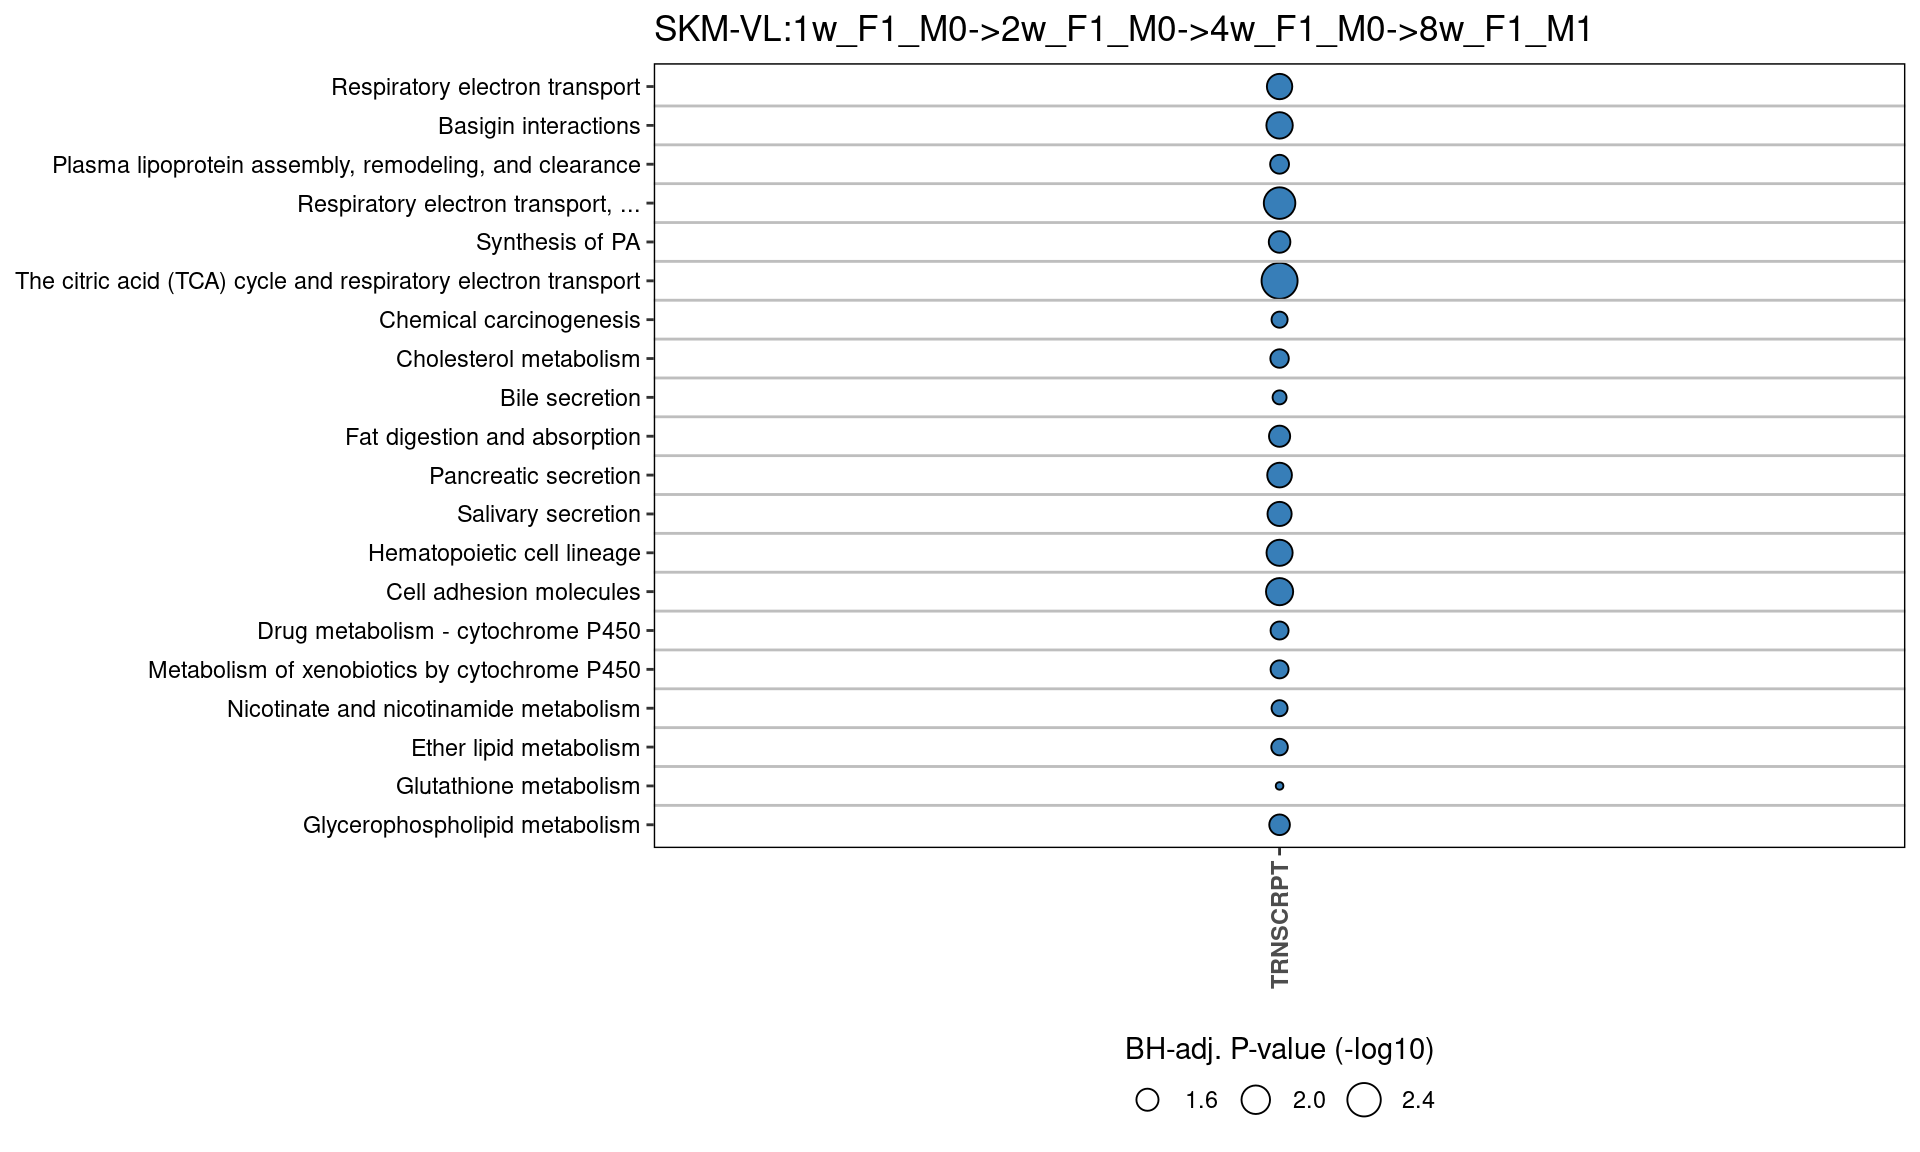 SKM-VL:1w_F1_M0->2w_F1_M0->4w_F1_M0->8w_F1_M1
Respiratory electron transport
Basigin interactions
Plasma lipoprotein assembly, remodeling, and clearance
Respiratory electron transport, ...
Synthesis of PA
The citric acid (TCA) cycle and respiratory electron transport
Chemical carcinogenesis
Cholesterol metabolism
Bile secretion
Fat digestion and absorption
Pancreatic secretion
Salivary secretion
Hematopoietic cell lineage
Cell adhesion molecules
Drug metabolism - cytochrome P450
Metabolism of xenobiotics by cytochrome P450
Nicotinate and nicotinamide metabolism
Ether lipid metabolism
Glutathione metabolism
Glycerophospholipid metabolism
TRNSCRPT
BH-adj. P-value (-log10)
1.6 2.0 2.4